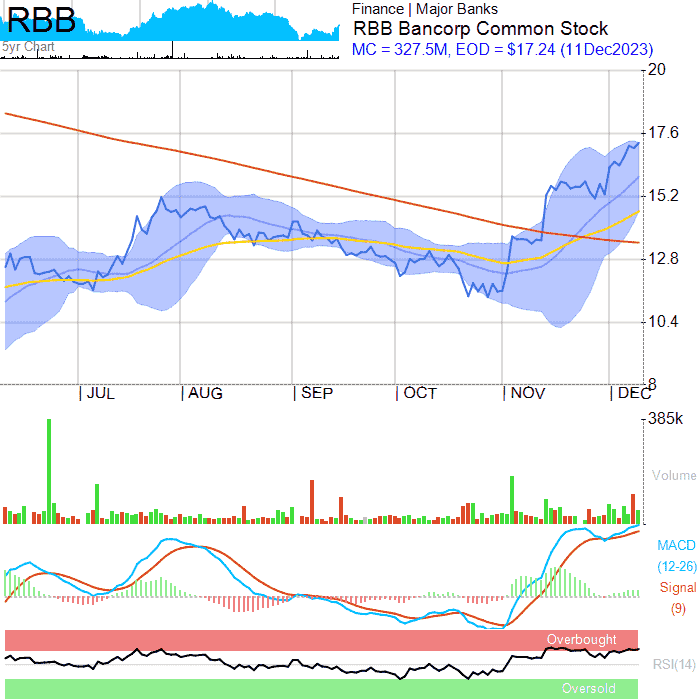 RBB
5yr Chart
Finance | Major Banks
RBB Bancorp Common Stock
MC = 327.5M, EOD = $17.24 (11Dec2023)
20
17.6
15.2
12.8
10.4
8
JUL AUG SEP OCT NOV DEC
385k
Volume
MACD
(12-26)
Signal
(9)
Overbought
RSI(14)
Oversold